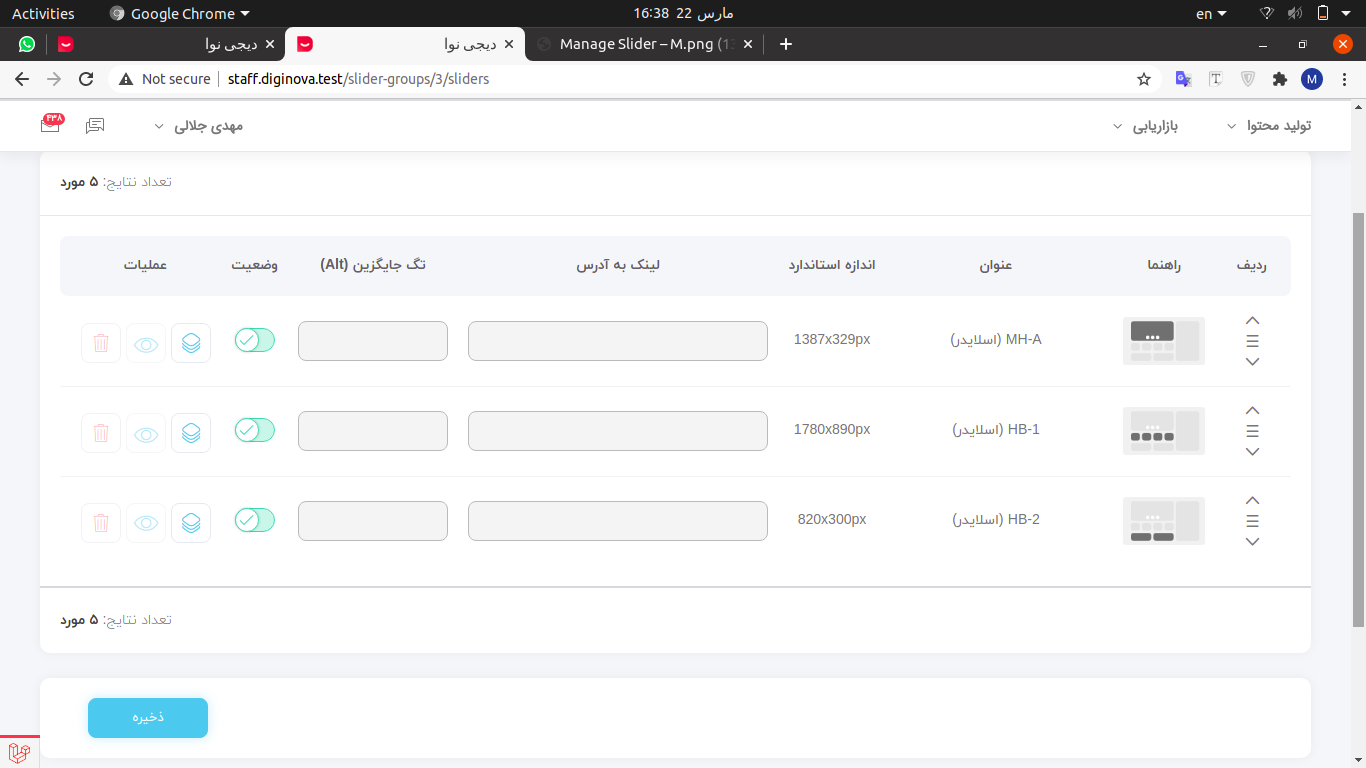 Activities
Google Chrome
16:38 22 مارس
en
دیجی نوا
دیجی نوا
Manage Slider – M.png (13
Not secure
staff.diginova.test/slider-groups/3/sliders
M
تولید محتوا
بازاریابی
مهدی جلالی
۴۳۸
تعداد نتایج: ۵ مورد
ردیف راهنما عنوان اندازه استاندارد لینک به آدرس تگ جایگزین (Alt) وضعیت عملیات
MH-A (اسلایدر) 1387x329px
HB-1 (اسلایدر) 1780x890px
HB-2 (اسلایدر) 820x300px
تعداد نتایج: ۵ مورد
ذخیره